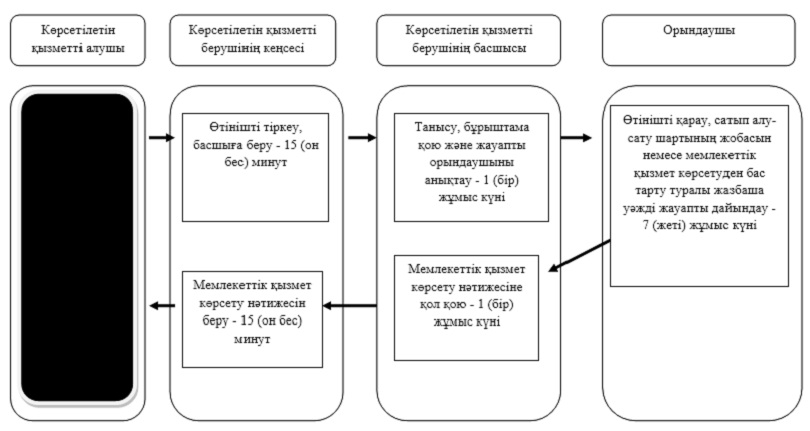 Көрсетілетін
қызметті алушы
Көрсетілетін қызметті
берушінің кеңсесі
Көрсетілетін қызметті
берушінің басшысы
Орындаушы
Өтінішті тіркеу,
басшыға беру - 15 (он
бес) минут
Танысу, бұрыштама
қою және жауапты
орындаушыны
анықтау - 1 (бір)
жұмыс күні
Өтінішті қарау, сатып алу-
сату шартының жобасын
немесе мемлекеттік
қызмет көрсетуден бас
тарту туралы жазбаша
уәжді жауапты дайындау -
7 (жеті) жұмыс күні
Мемлекеттік қызмет
көрсету нәтижесіне
қол қою - 1 (бір)
жұмыс күні
Мемлекеттік қызмет
көрсету нәтижесін
беру - 15 (он бес)
минут